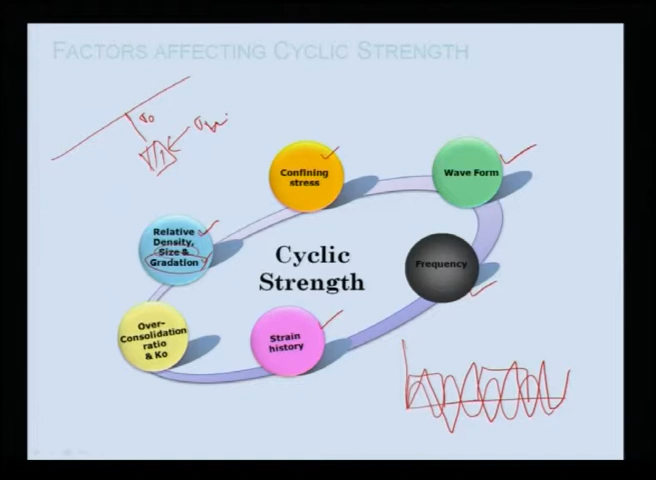 FACTORS AFFECTING CYCLIC STRENGTH
Confining
stress
Wave Form
Relative
Density,
Size &
Gradation
Cyclic
Strength
Frequency
Over-
Consolidation
ratio
& Ko
Strain
history